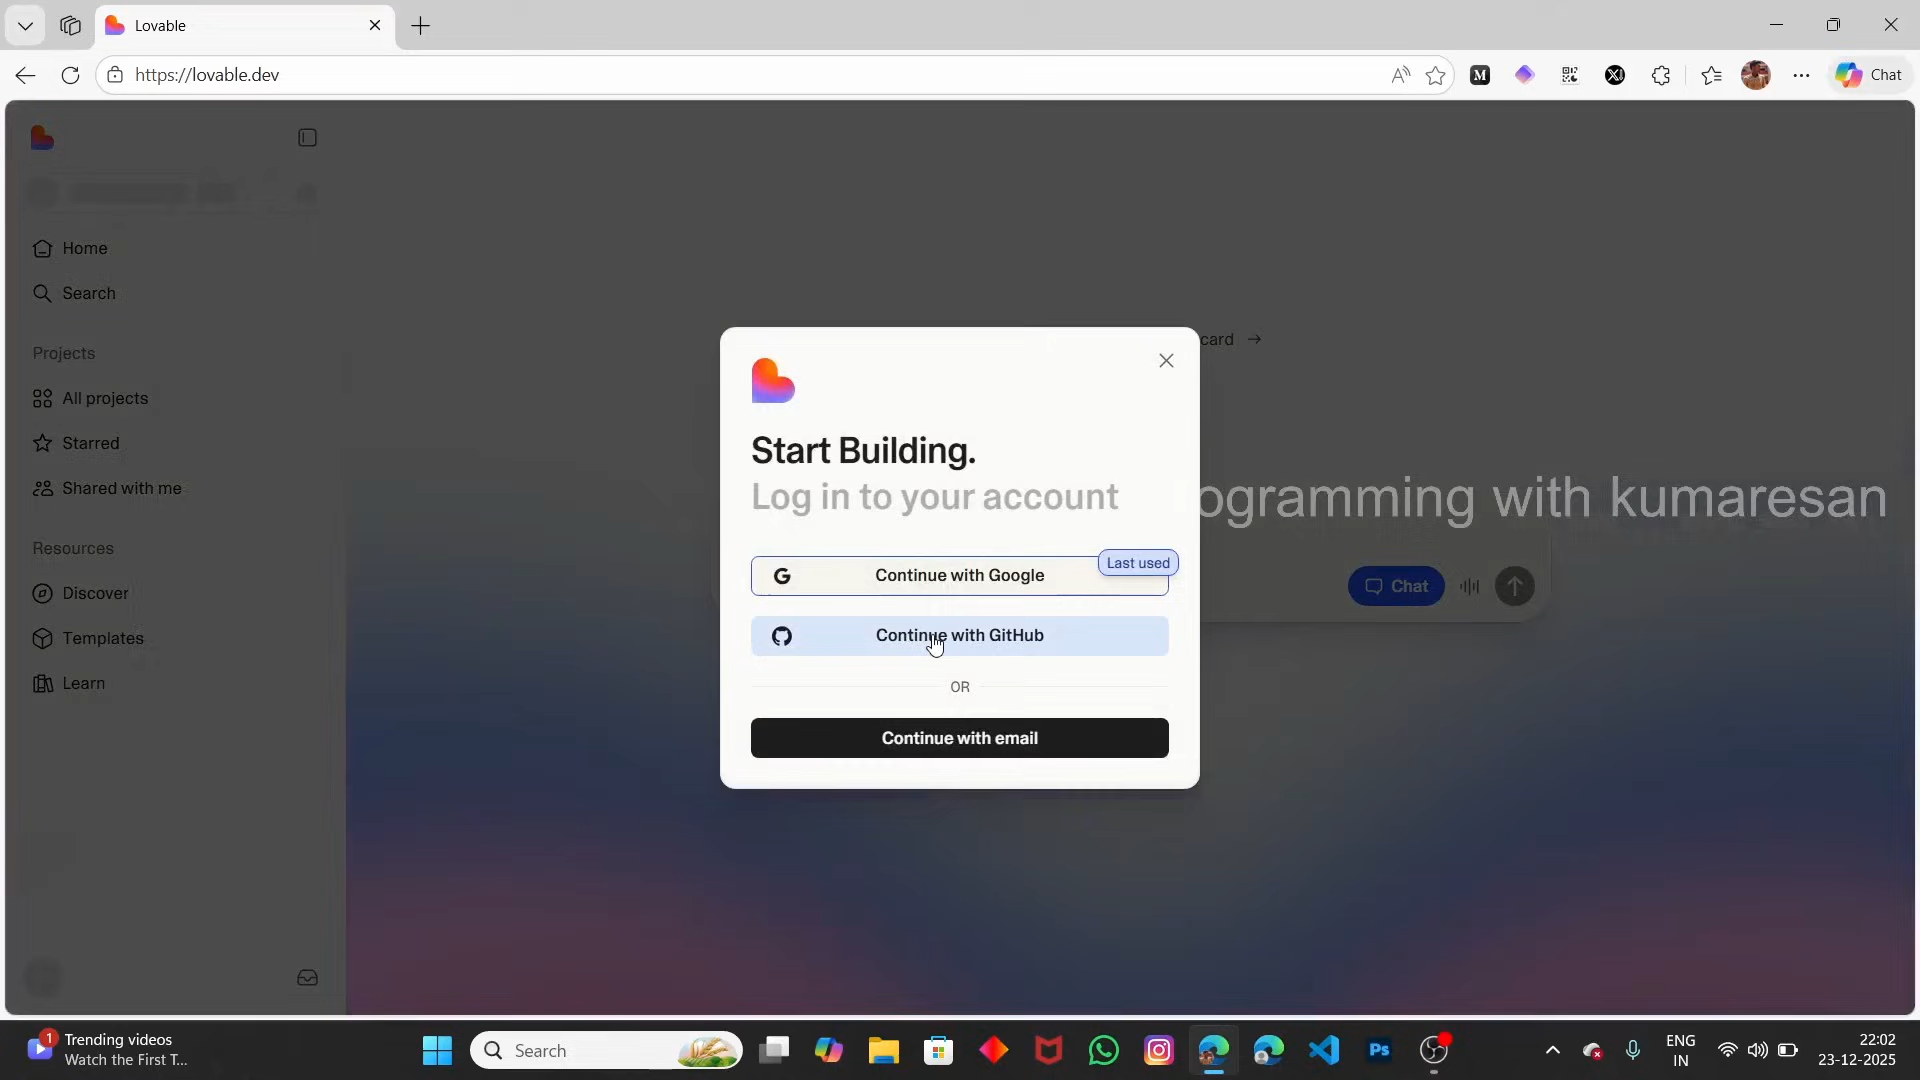 Lovable
https://lovable.dev
Chat
Home
Search
Projects
All projects
Starred
Shared with me
Resources
Discover
Templates
Learn
card →
Start Building.
Log in to your account
Last used
Continue with Google
Continue with GitHub
OR
Continue with email
ogramming with kumaresan
Chat
1
Trending videos
Watch the First T...
Search
Ps
ENG
IN
22:02
23-12-2025